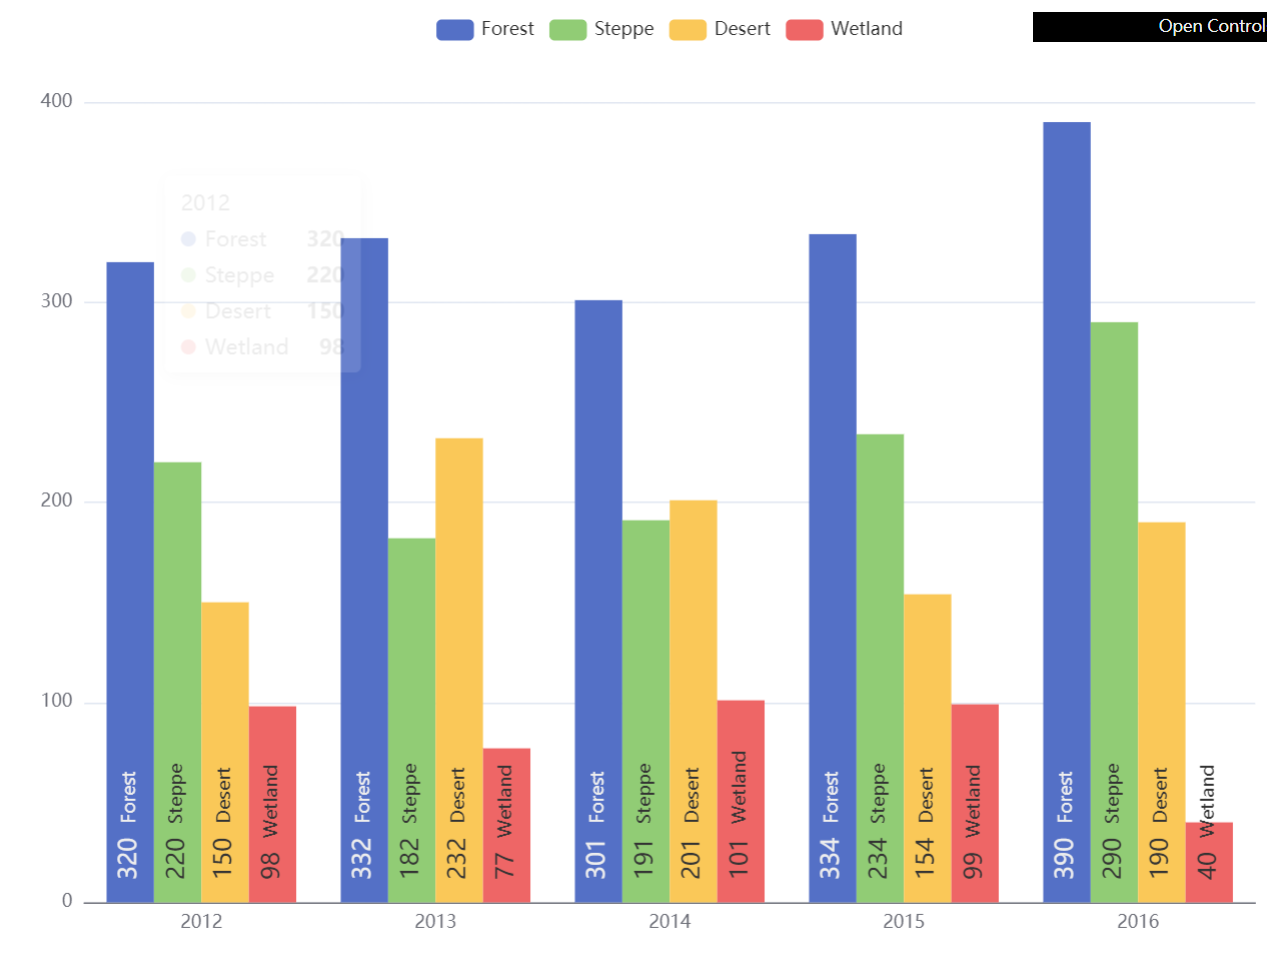 Forest Steppe Desert Wetland
Open Control
400
300
200
100
0
2012
Forest 320
Steppe 220
Desert 150
Wetland 98
320 Forest
220 Steppe
150 Desert
98 Wetland
332 Forest
182 Steppe
232 Desert
77 Wetland
301 Forest
191 Steppe
201 Desert
101 Wetland
334 Forest
234 Steppe
154 Desert
99 Wetland
390 Forest
290 Steppe
190 Desert
40 Wetland
2012 2013 2014 2015 2016